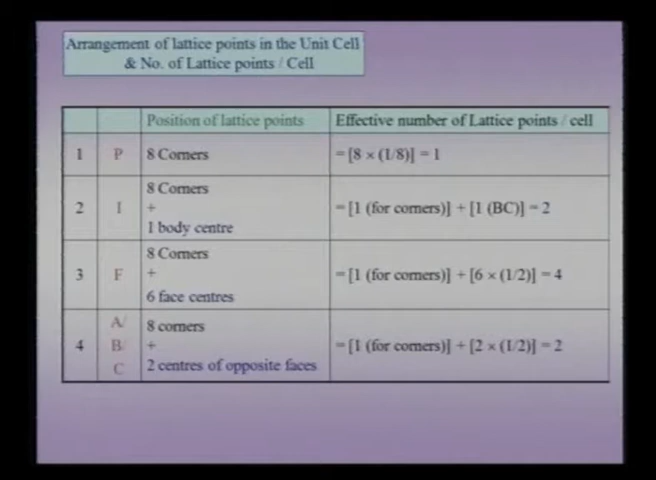 Arrangement of lattice points in the Unit Cell
& No. of Lattice points / Cell
Position of lattice points Effective number of Lattice points / cell
1 P 8 Corners = [8 × (1/8)] = 1
2 I 8 Corners
+
1 body centre = [1 (for corners)] + [1 (BC)] = 2
3 F 8 Corners
+
6 face centres = [1 (for corners)] + [6 × (1/2)] = 4
4 A/
B/
C 8 corners
+
2 centres of opposite faces = [1 (for corners)] + [2 × (1/2)] = 2